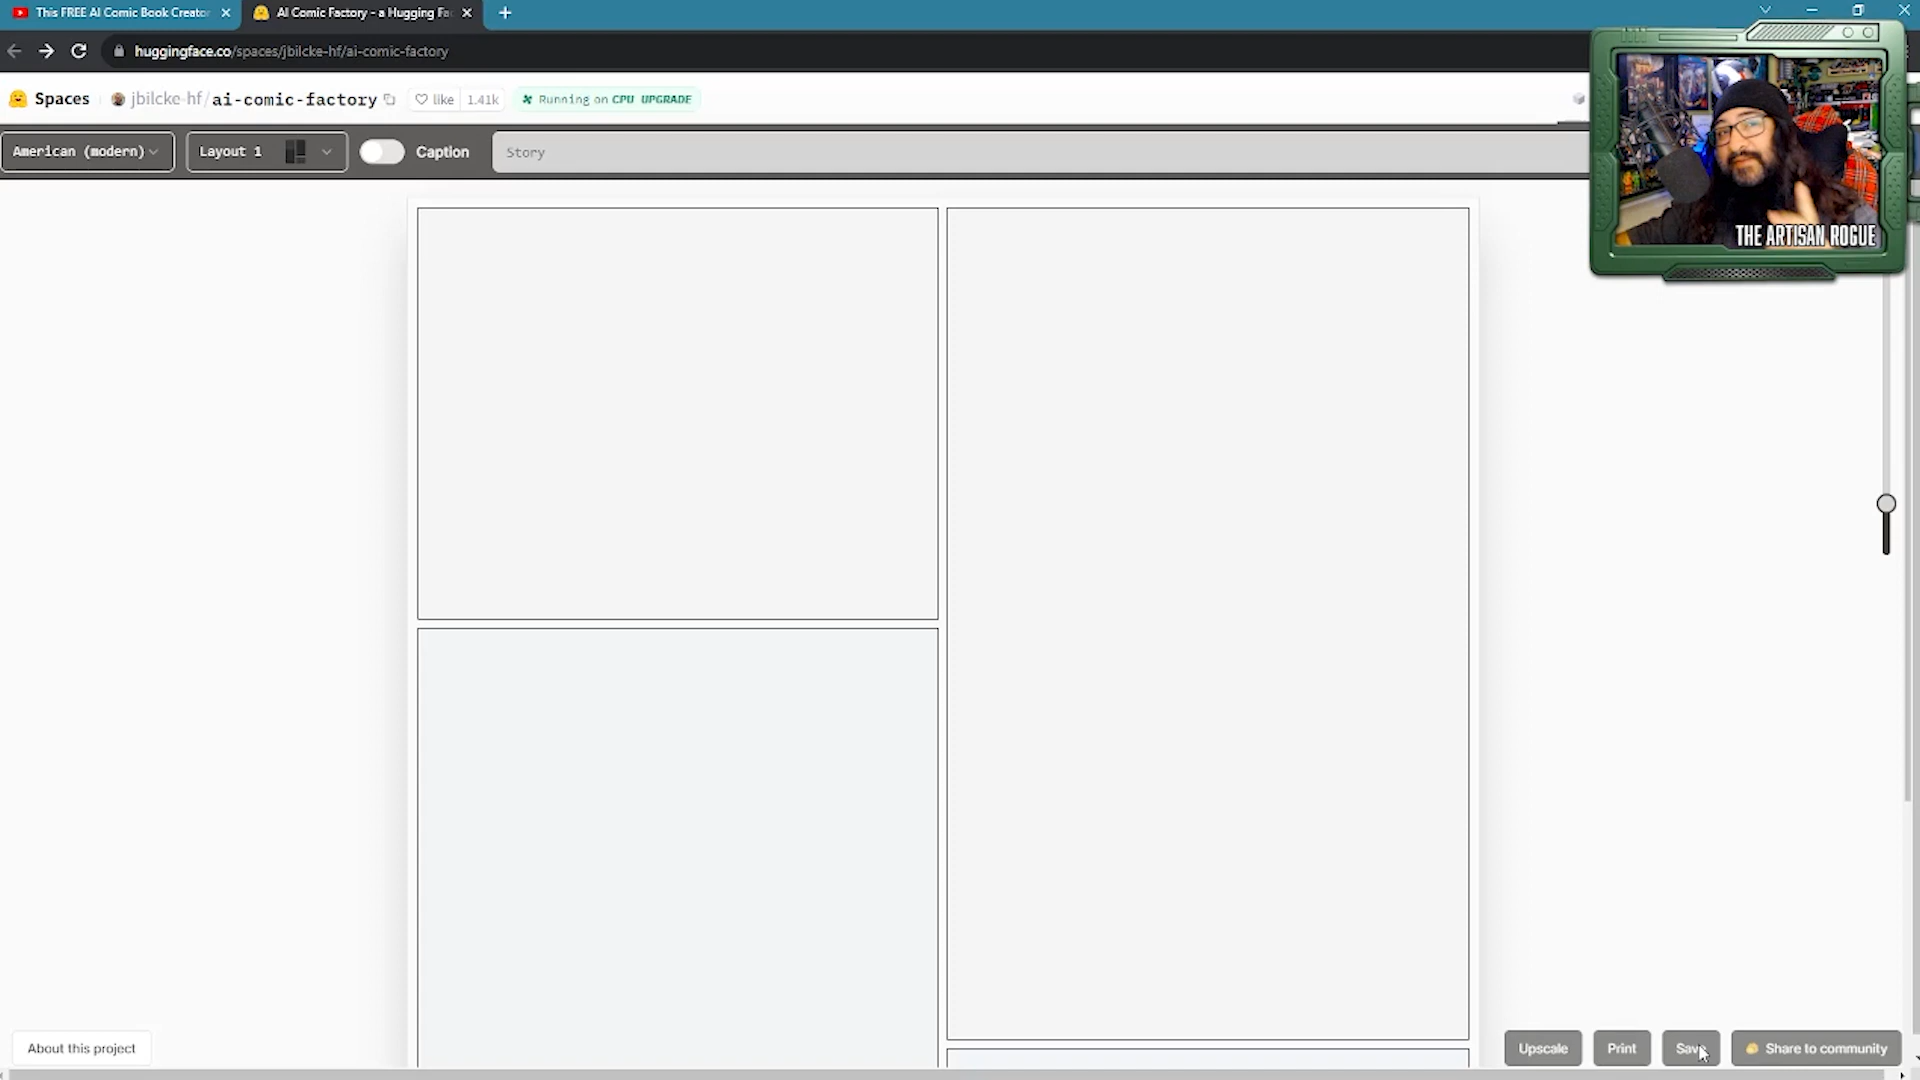 This FREE AI Comic Book Creator
AI Comic Factory - a Hugging Fa
huggingface.co/spaces/jbilcke-hf/ai-comic-factory
Spaces
jbilcke-hf/ai-comic-factory
like 1.41k
Running on CPU UPGRADE
American (modern)
Layout 1
Caption
Story
THE ARTISAN ROGUE
About this project
Upscale
Print
Save
Share to community